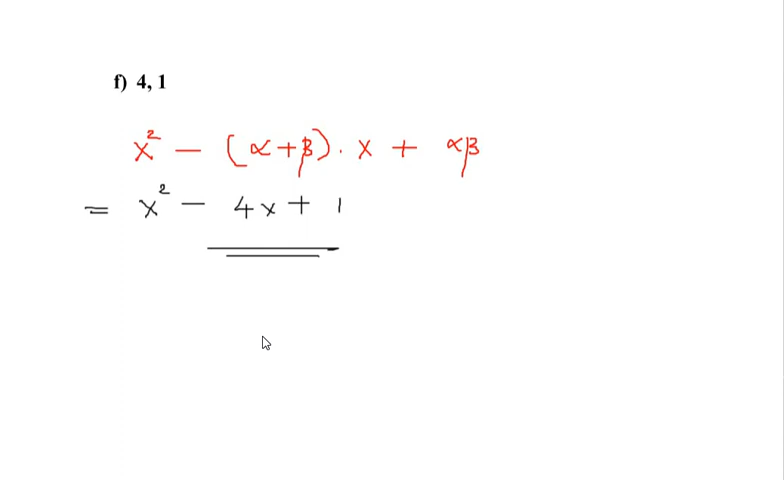 f) 4, 1
x² − (α+β). x + αβ
= x² − 4x + 1